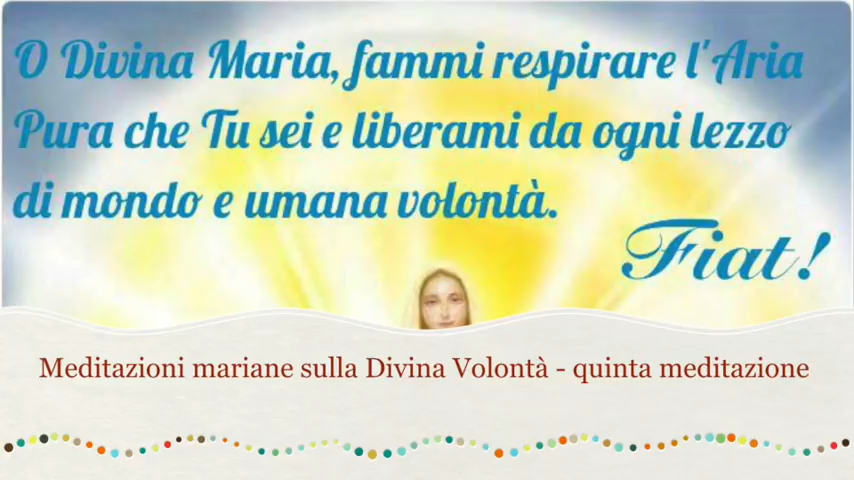 O Divina Maria, fammi respirare l'Aria
Pura che Tu sei e liberami da ogni lezzo
di mondo e umana volontà.
Fiat!
Meditazioni mariane sulla Divina Volontà - quinta meditazione